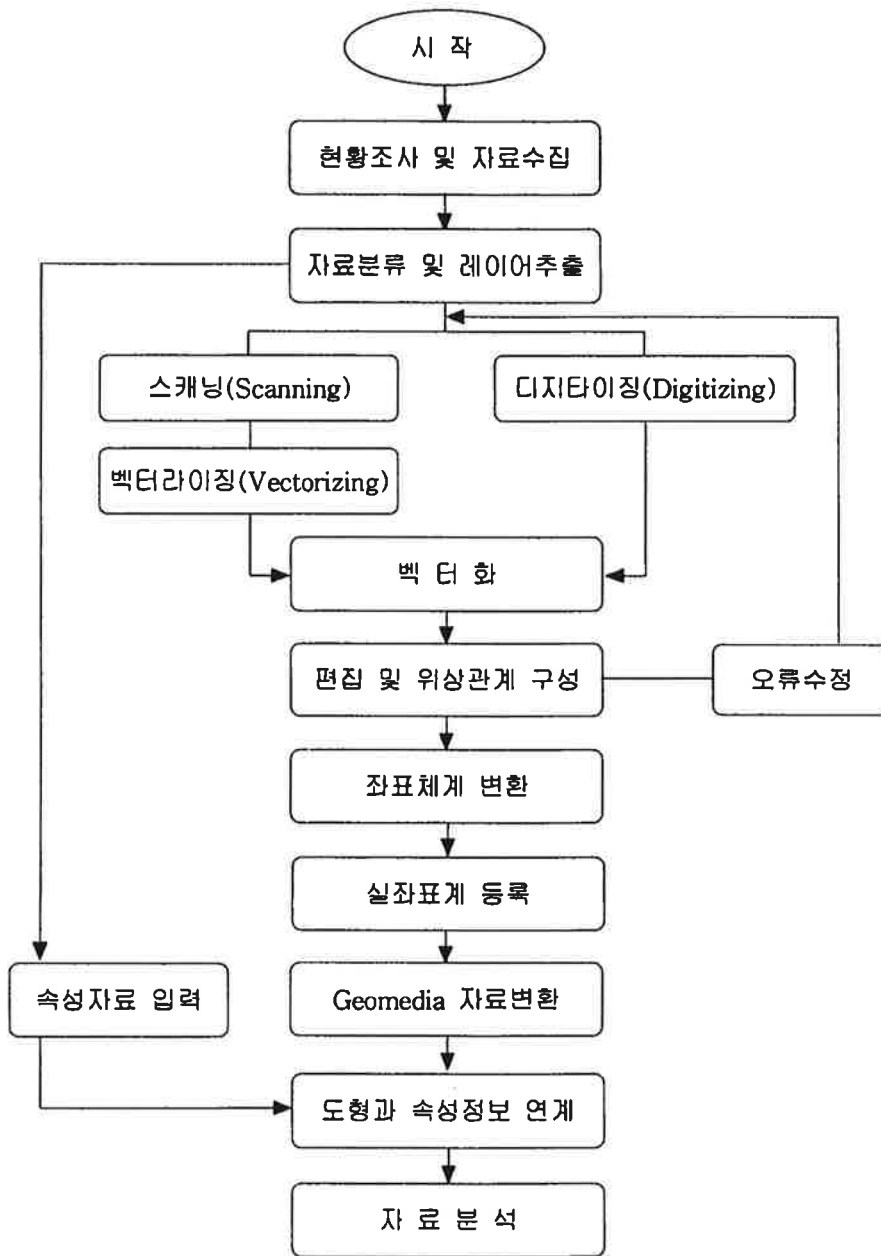 시 작
현황조사 및 자료수집
자료분류 및 레이어추출
스캐닝(Scanning)
디지타이징(Digitizing)
벡터라이징(Vectorizing)
벡 터 화
편집 및 위상관계 구성
오류수정
좌표체계 변환
실좌표계 등록
속성자료 입력
Geomedia 자료변환
도형과 속성정보 연계
자 료 분 석